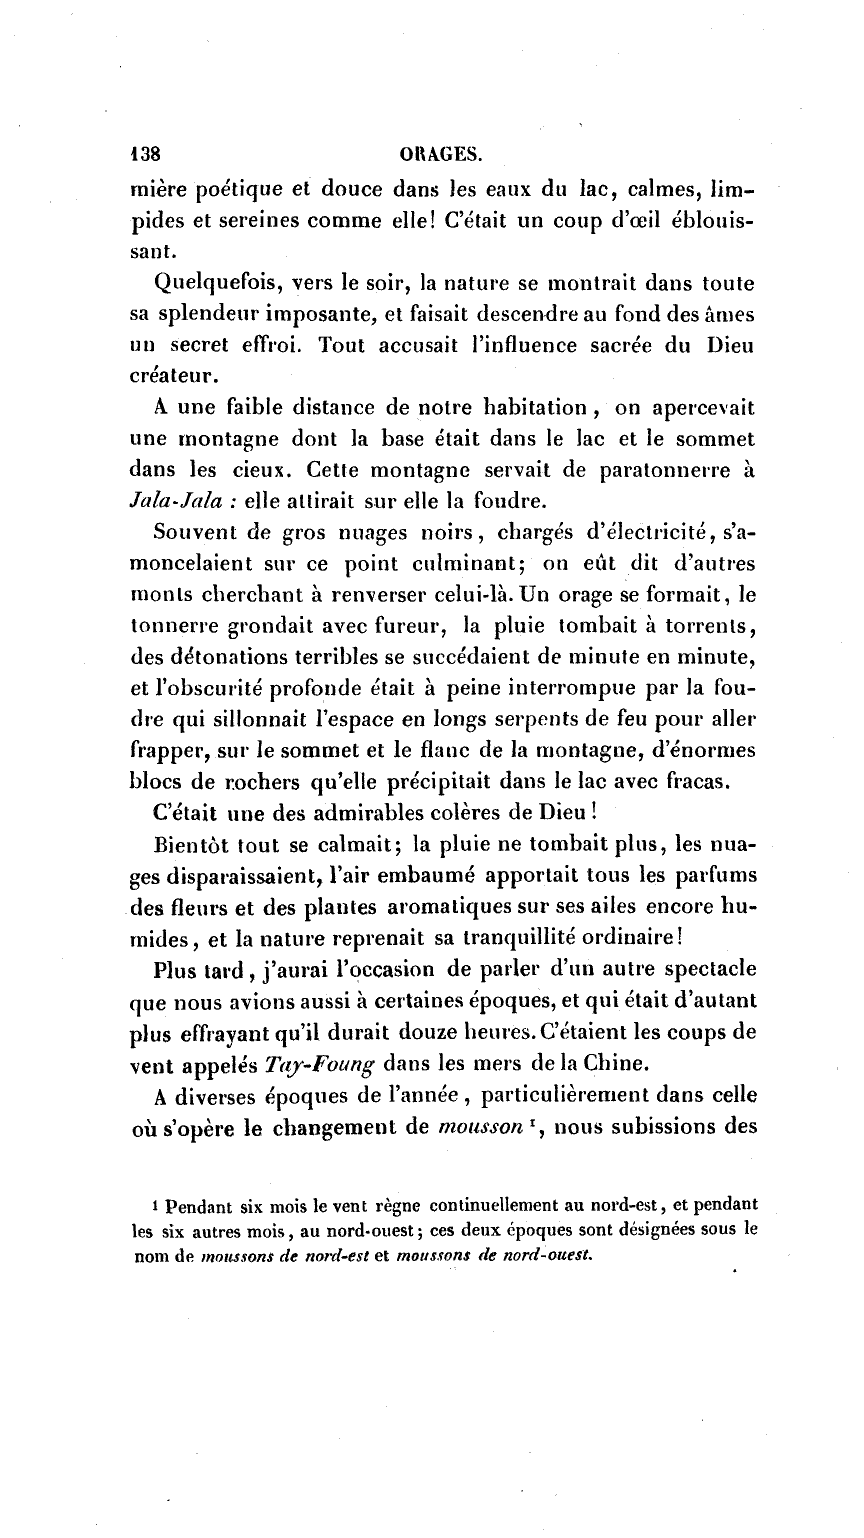 138 ORAGES.
mière poétique et douce dans les eaux du lac, calmes, lim-
pides et sereines comme elle! C'était un coup d'œil éblouis-
sant.
Quelquefois, vers le soir, la nature se montrait dans toute
sa splendeur imposante, et faisait descendre au fond des âmes
un secret effroi. Tout accusait l'influence sacrée du Dieu
créateur.
A une faible distance de notre habitation, on apercevait
une montagne dont la base était dans le lac et le sommet
dans les cieux. Cette montagne servait de paratonnerre à
Jala-Jala : elle attirait sur elle la foudre.
Souvent de gros nuages noirs, chargés d'électricité, s'a-
moncelaient sur ce point culminant; on eût dit d'autres
monts cherchant à renverser celui-là. Un orage se formait, le
tonnerre grondait avec fureur, la pluie tombait à torrents,
des détonations terribles se succédaient de minute en minute,
et l'obscurité profonde était à peine interrompue par la fou-
dre qui sillonnait l'espace en longs serpents de feu pour aller
frapper, sur le sommet et le flanc de la montagne, d'énormes
blocs de rochers qu'elle précipitait dans le lac avec fracas.
C'était une des admirables colères de Dieu !
Bientôt tout se calmait; la pluie ne tombait plus, les nua-
ges disparaissaient, l'air embaumé apportait tous les parfums
des fleurs et des plantes aromatiques sur ses ailes encore hu-
mides, et la nature reprenait sa tranquillité ordinaire!
Plus tard, j'aurai l'occasion de parler d'un autre spectacle
que nous avions aussi à certaines époques, et qui était d'autant
plus effrayant qu'il durait douze heures. C'étaient les coups de
vent appelés Tay-Foung dans les mers de la Chine.
A diverses époques de l'année, particulièrement dans celle
où s'opère le changement de mousson ¹, nous subissions des
1 Pendant six mois le vent règne continuellement au nord-est, et pendant
les six autres mois, au nord-ouest; ces deux époques sont désignées sous le
nom de moussons de nord-est et moussons de nord-ouest.